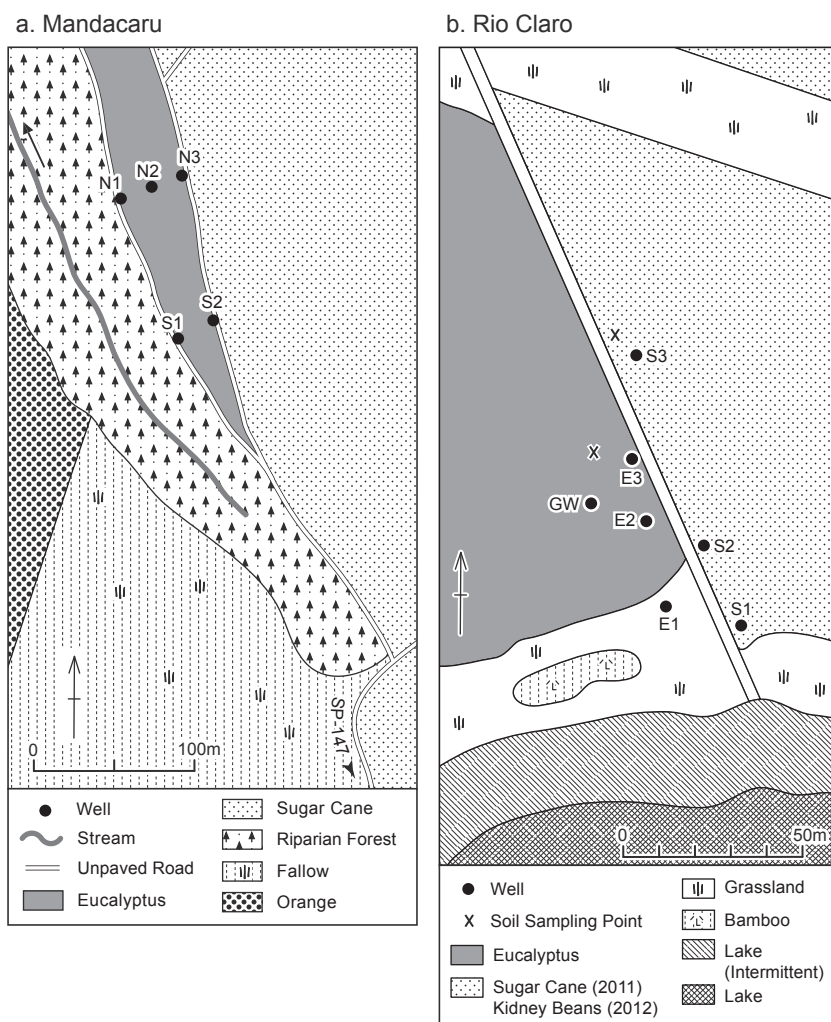 a. Mandacaru
N1
N2
N3
S1
S2
0
100m
SP-147
Well
Stream
Unpaved Road
Eucalyptus
Sugar Cane
Riparian Forest
Fallow
Orange
b. Rio Claro
X
S3
X
E3
GW
E2
S2
E1
S1
L
L
0
50m
Well
X Soil Sampling Point
Eucalyptus
Sugar Cane (2011)
Kidney Beans (2012)
Grassland
L
Bamboo
Lake
(Intermittent)
Lake